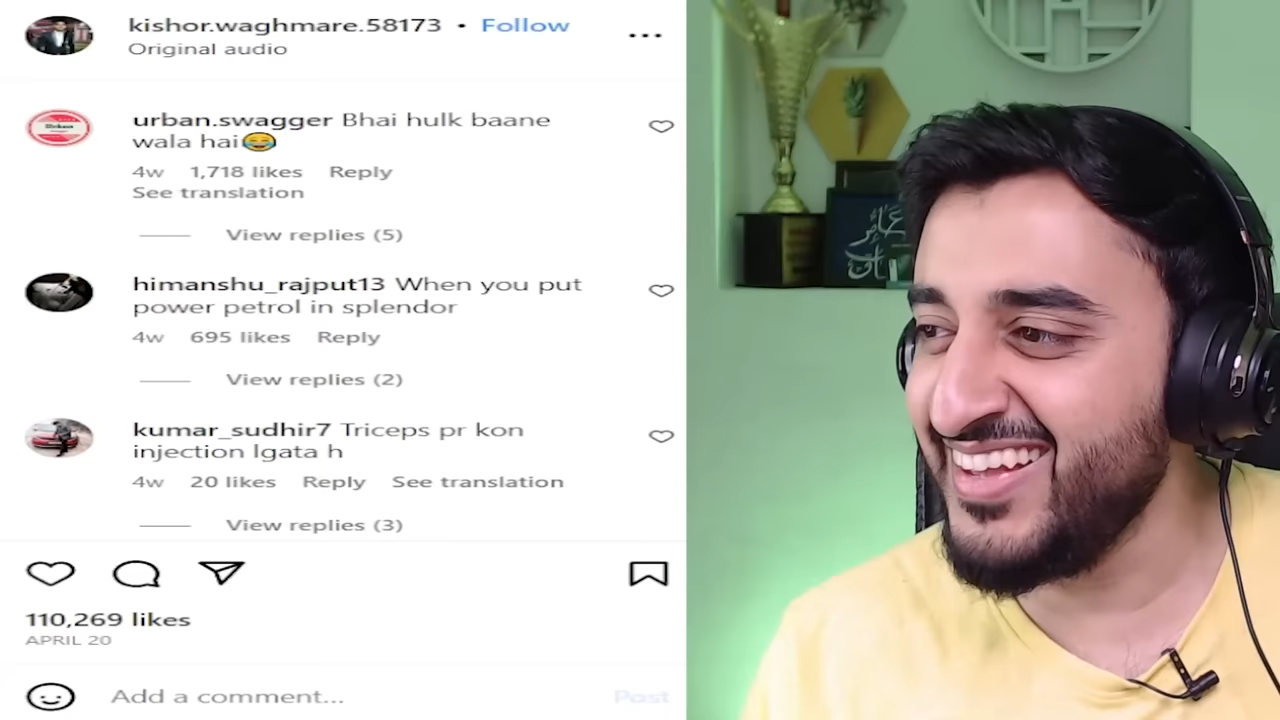 kishor.waghmare.58173 • Follow
Original audio
urban.swagger Bhai hulk baane
wala hai😂
4w 1,718 likes Reply
See translation
View replies (5)
himanshu_rajput13 When you put
power petrol in splendor
4w 695 likes Reply
View replies (2)
kumar_sudhir7 Triceps pr kon
injection lgata h
4w 20 likes Reply See translation
View replies (3)
110,269 likes
APRIL 20
Add a comment... Post